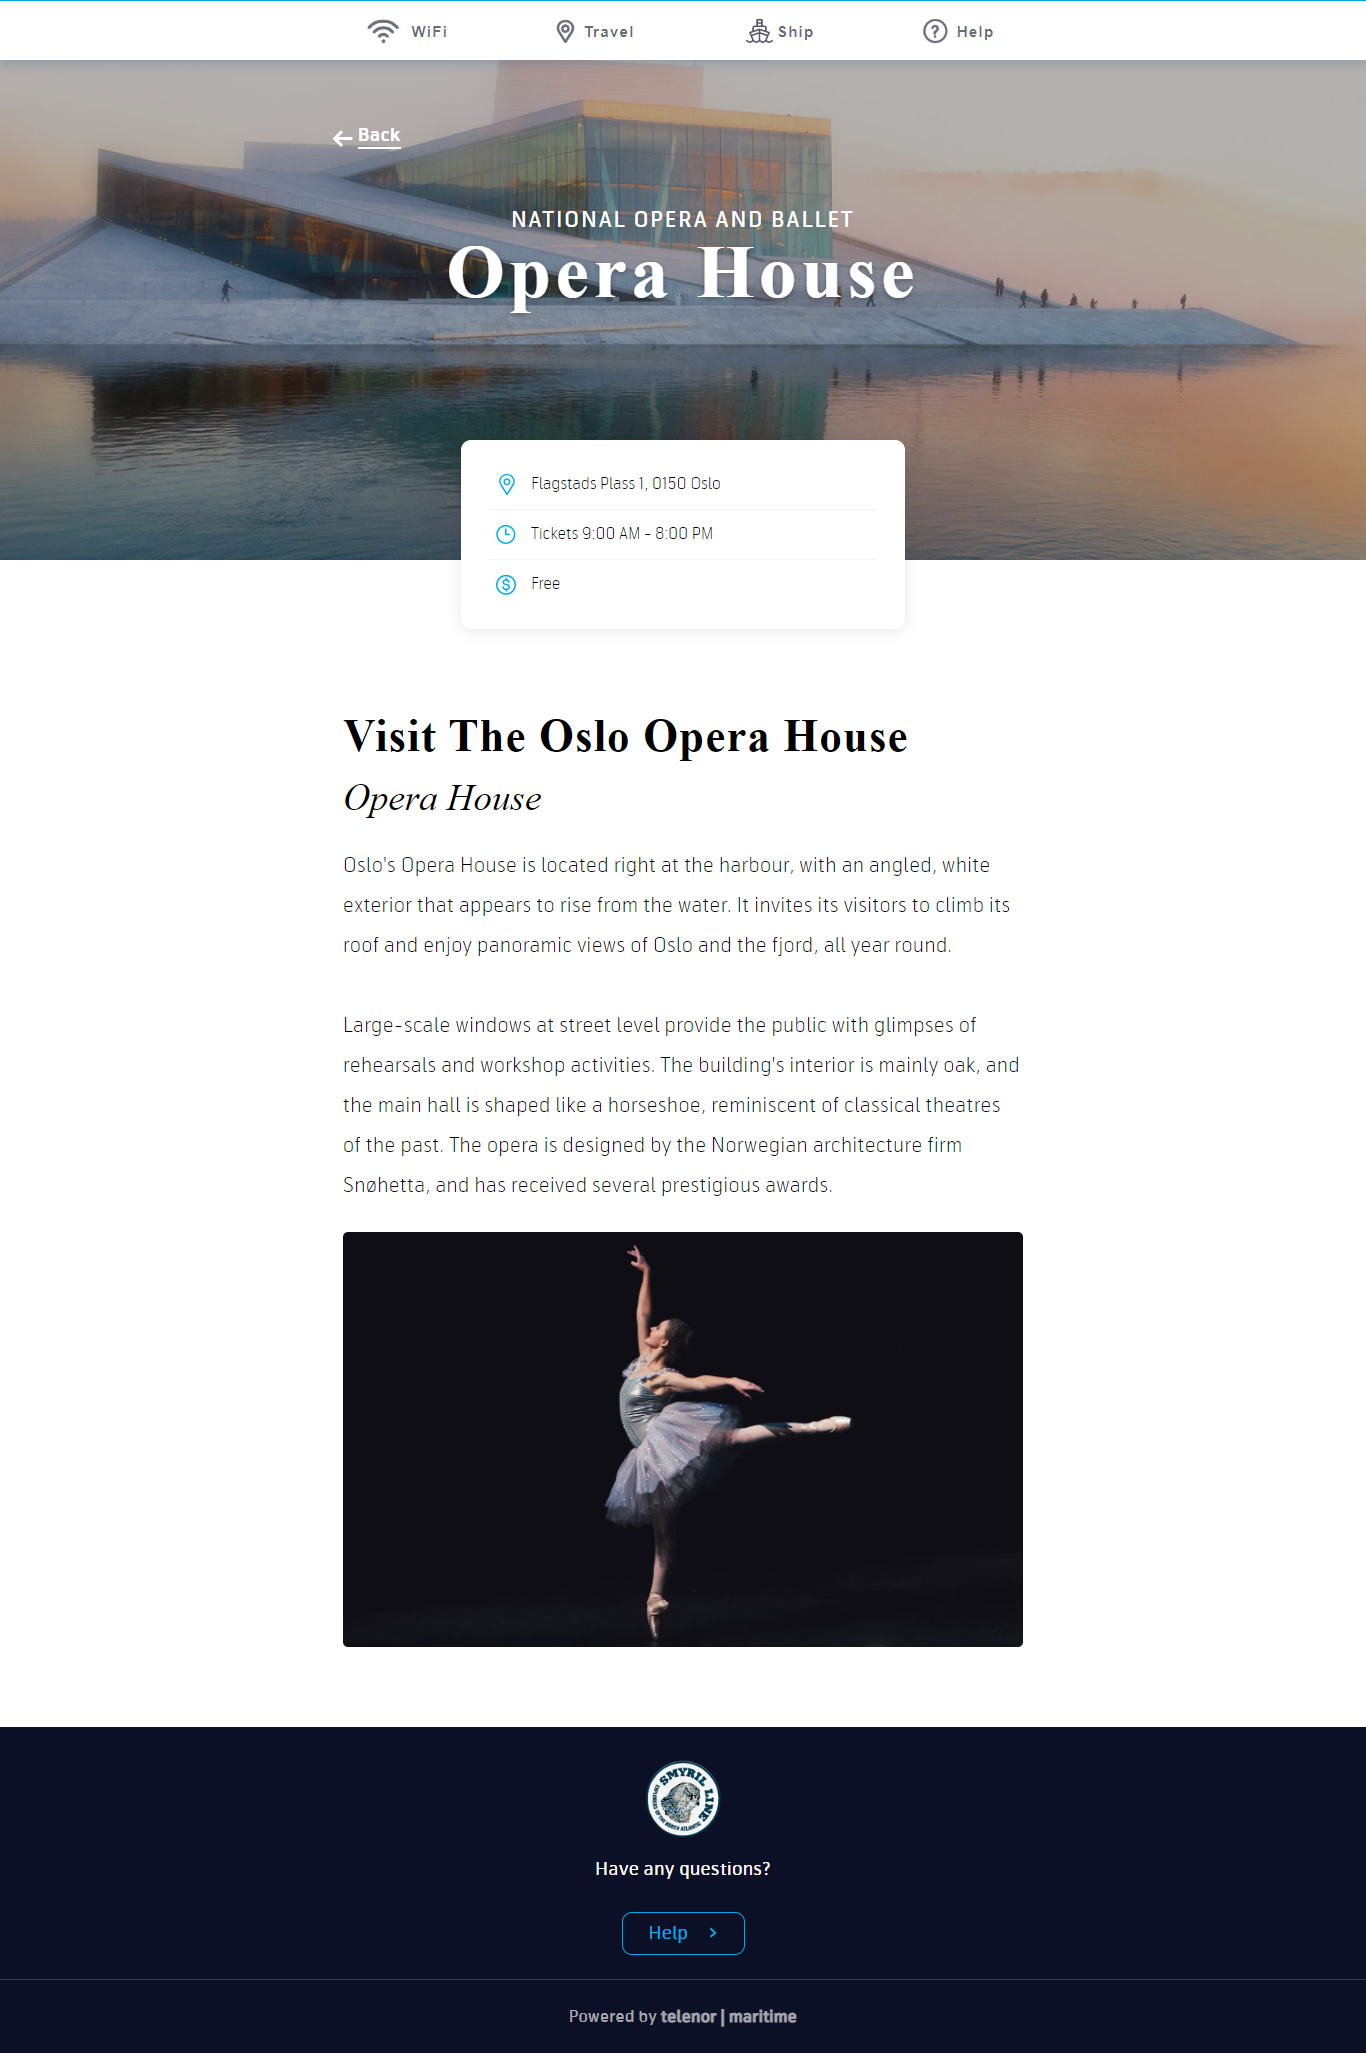 WiFi
Travel
Ship
Help
Back
NATIONAL OPERA AND BALLET
Opera House
Flagstads Plass 1, 0150 Oslo
Tickets 9:00 AM - 8:00 PM
Free
Visit The Oslo Opera House
Opera House
Oslo's Opera House is located right at the harbour, with an angled, white
exterior that appears to rise from the water. It invites its visitors to climb its
roof and enjoy panoramic views of Oslo and the fjord, all year round.
Large-scale windows at street level provide the public with glimpses of
rehearsals and workshop activities. The building's interior is mainly oak, and
the main hall is shaped like a horseshoe, reminiscent of classical theatres
of the past. The opera is designed by the Norwegian architecture firm
Snøhetta, and has received several prestigious awards.
SMYRIL LINE
EXPLORERS OF THE NORTH ATLANTIC
Have any questions?
Help
Powered by telenor | maritime